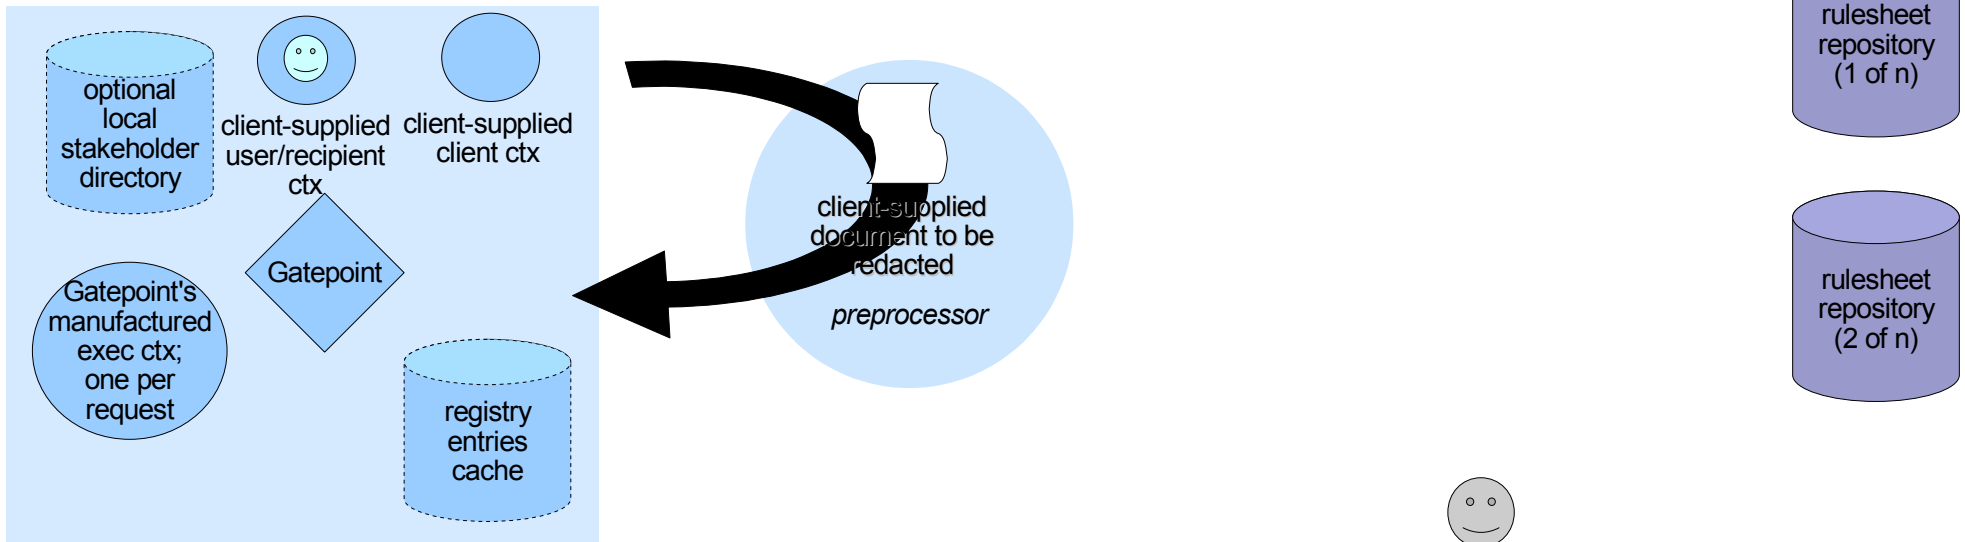 optional
local
stakeholder
directory
client-supplied
user/recipient
ctx
client-supplied
client ctx
Gatepoint
Gatepoint's
manufactured
exec ctx;
one per
request
registry
entries
cache
client-supplied
document to be
redacted
preprocessor
rulesheet
repository
(1 of n)
rulesheet
repository
(2 of n)